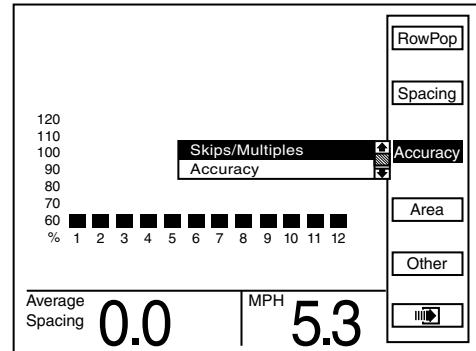 RowPop
Spacing
Accuracy
Area
Other
120
110
100
90
80
70
60
% 1 2 3 4 5 6 7 8 9 10 11 12
Skips/Multiples
Accuracy
Average
Spacing 0.0
MPH 5.3